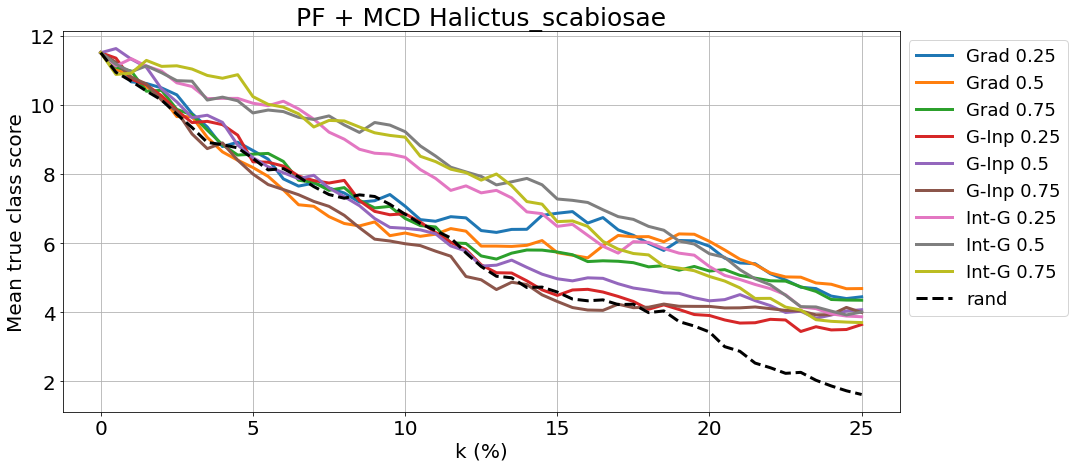 PF + MCD Halictus_scabiosae
Mean true class score
12
10
8
6
4
2
0
5
10
15
20
25
k (%)
Grad 0.25
Grad 0.5
Grad 0.75
G-Inp 0.25
G-Inp 0.5
G-Inp 0.75
Int-G 0.25
Int-G 0.5
Int-G 0.75
rand